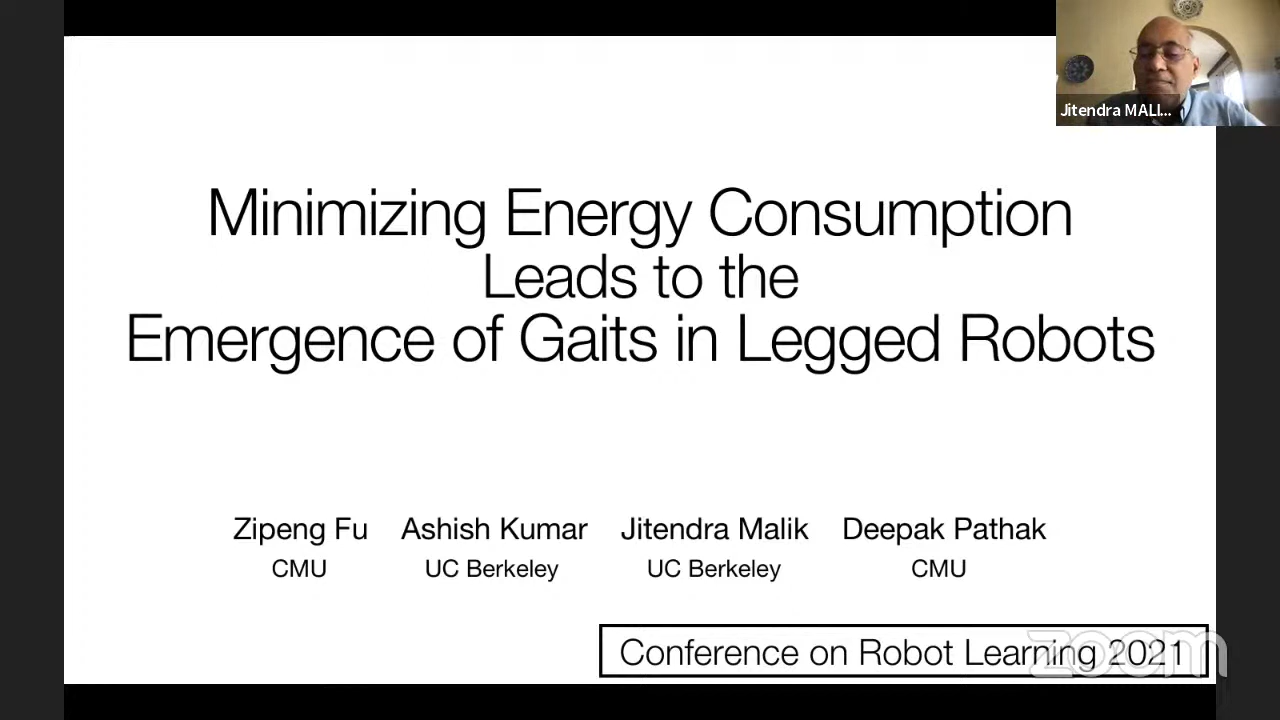 Jitendra MALI...
Minimizing Energy Consumption
Leads to the
Emergence of Gaits in Legged Robots
Zipeng Fu Ashish Kumar Jitendra Malik Deepak Pathak
CMU UC Berkeley UC Berkeley CMU
Conference on Robot Learning 2021
zoom